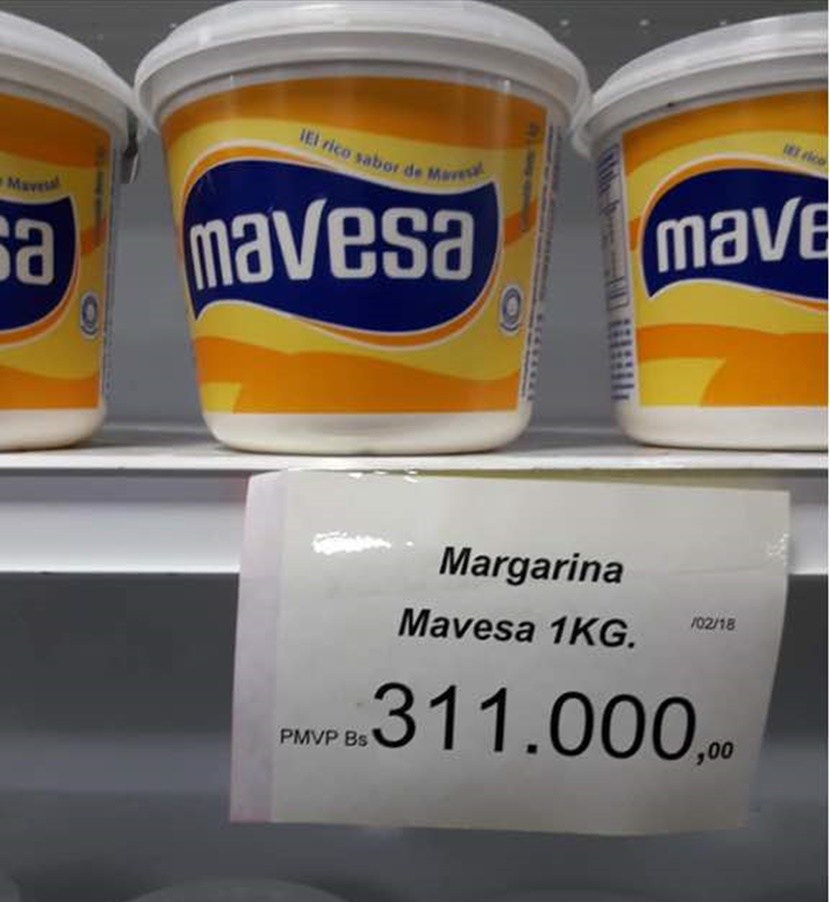 ¡El rico sabor de Mavesa!
mavesa
Mavesa!
sa
¡El rico
mave
Margarina
Mavesa 1KG.
/02/18
PMVP Bs 311.000,00